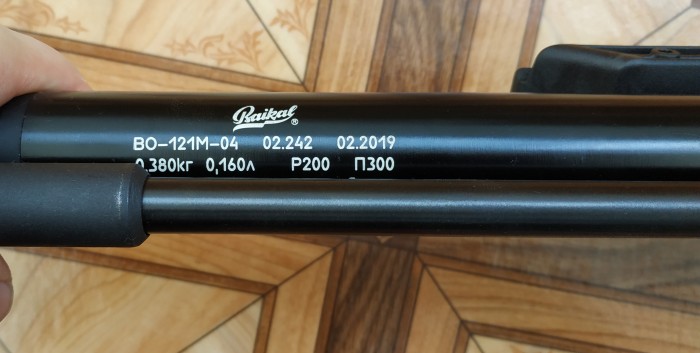 Baikal ®
ВО-121М-04 02.242 02.2019
0,380кг 0,160л Р200 П300